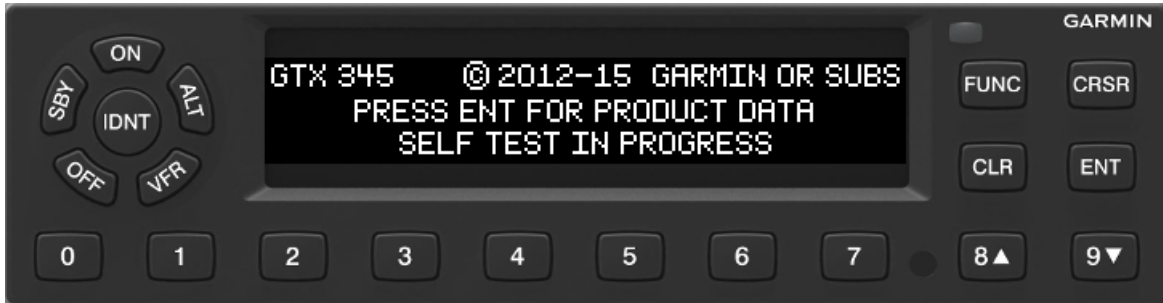 GARMIN
ON
SBY
ALT
IDNT
OFF
VFR
GTX 345 © 2012-15 GARMIN OR SUBS
PRESS ENT FOR PRODUCT DATA
SELF TEST IN PROGRESS
FUNC CRSR
CLR ENT
0 1 2 3 4 5 6 7 8▲ 9▼